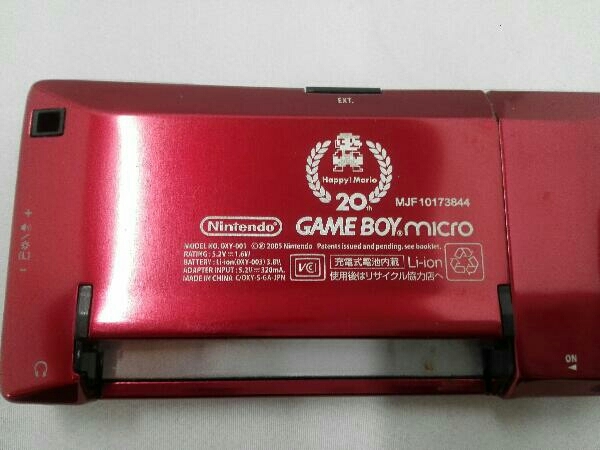 EXT.
Happy! Mario
20th
MJF10173844
Nintendo
GAME BOY micro
MODEL NO. OXY-001 ©℗ 2005 Nintendo Patents issued and pending, see booklet.
RATING: 5.2V⎓1.6W
BATTERY: Li-ion(OXY-003) 3.8V,
ADAPTER INPUT: 5.2V⎓320mA.
MADE IN CHINA C/OXY-S-GA-JPN
VCI
充電式電池内蔵 Li-ion
使用後はリサイクル協力店へ
ON